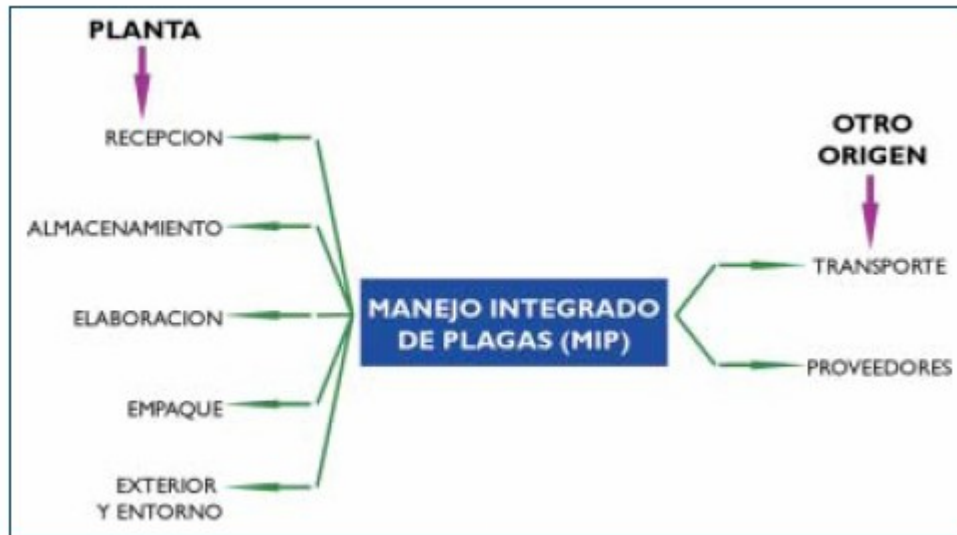 PLANTA
RECEPCION
ALMACENAMIENTO
ELABORACION
EMPAQUE
EXTERIOR
Y ENTORNO
MANEJO INTEGRADO
DE PLAGAS (MIP)
OTRO
ORIGEN
TRANSPORTE
PROVEEDORES